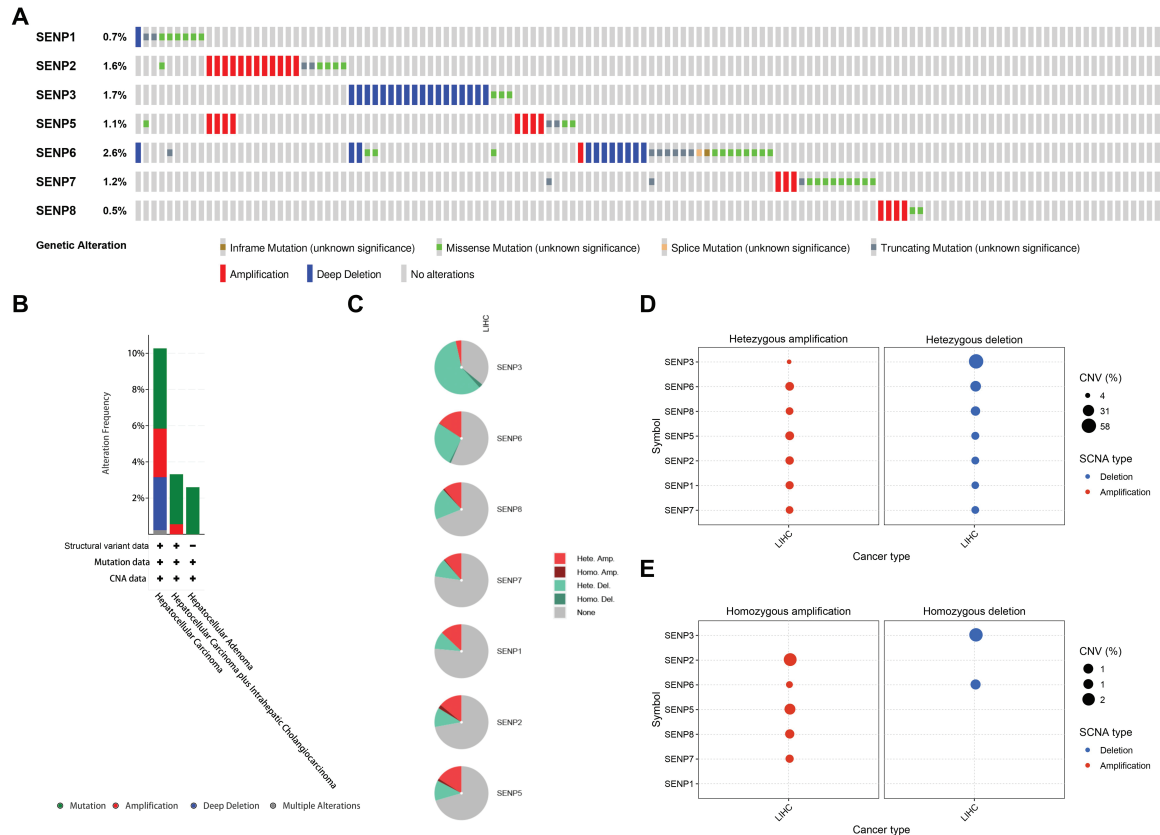 A
SENP1 0.7%
SENP2 1.6%
SENP3 1.7%
SENP5 1.1%
SENP6 2.6%
SENP7 1.2%
SENP8 0.5%
Genetic Alteration
Inframe Mutation (unknown significance)
Missense Mutation (unknown significance)
Splice Mutation (unknown significance)
Truncating Mutation (unknown significance)
Amplification
Deep Deletion
No alterations
B
Alteration Frequency
10%
8%
6%
4%
2%
Structural variant data + + −
Mutation data + + +
CNA data + + +
Hepatocellular Carcinoma
Hepatocellular Carcinoma plus Intrahepatic Cholangiocarcinoma
Hepatocellular Adenoma
Mutation
Amplification
Deep Deletion
Multiple Alterations
C
LIHC
SENP3
SENP6
SENP8
SENP7
SENP1
SENP2
SENP5
Hete. Amp.
Homo. Amp.
Hete. Del.
Homo. Del.
None
D
Hetezygous amplification
Hetezygous deletion
Symbol
SENP3
SENP6
SENP8
SENP5
SENP2
SENP1
SENP7
LIHC
LIHC
Cancer type
CNV (%)
4
31
58
SCNA type
Deletion
Amplification
E
Homozygous amplification
Homozygous deletion
Symbol
SENP3
SENP2
SENP6
SENP5
SENP8
SENP7
SENP1
LIHC
LIHC
Cancer type
CNV (%)
1
1
2
SCNA type
Deletion
Amplification